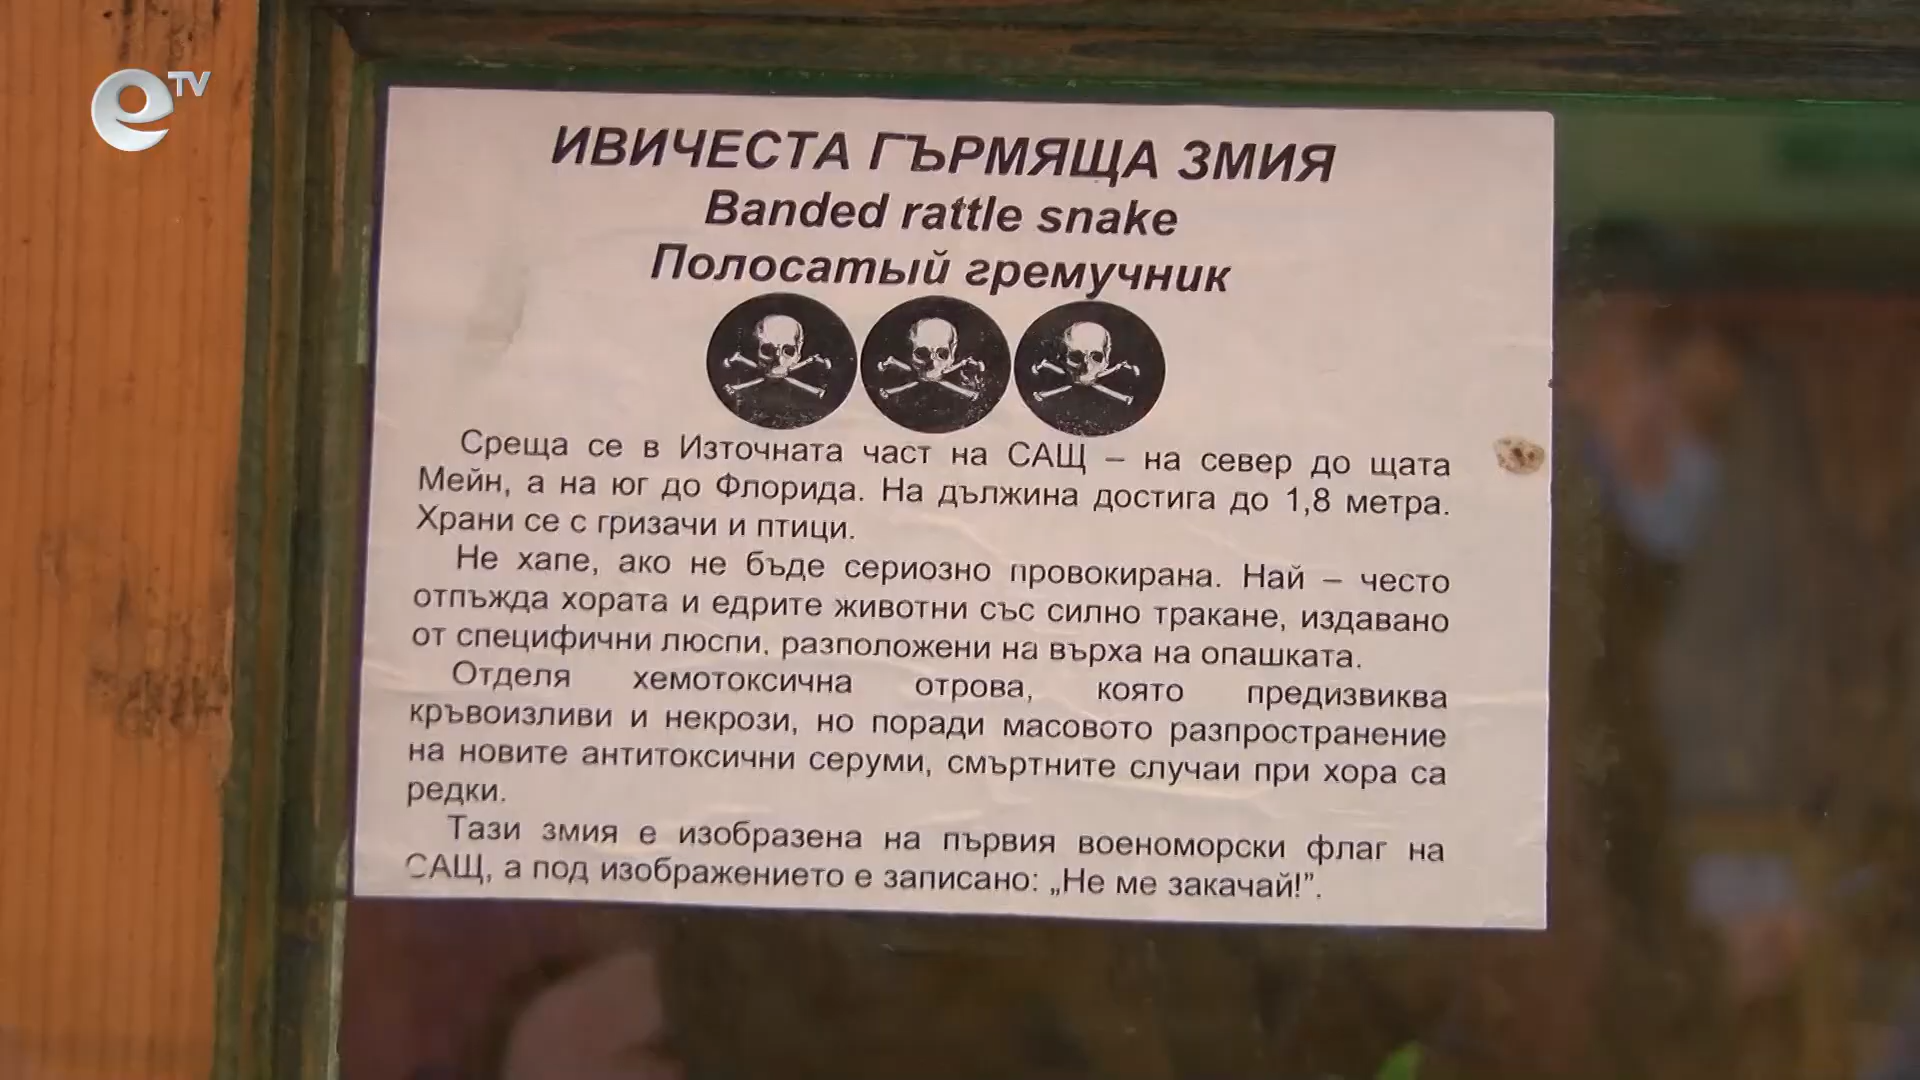 e TV
ИВИЧЕСТА ГЪРМЯЩА ЗМИЯ
Banded rattle snake
Полосатый гремучник
Среща се в Източната част на САЩ – на север до щата
Мейн, а на юг до Флорида. На дължина достига до 1,8 метра.
Храни се с гризачи и птици.
Не хапе, ако не бъде сериозно провокирана. Най – често
отпъжда хората и едрите животни със силно тракане, издавано
от специфични люспи, разположени на върха на опашката.
Отделя хемотоксична отрова, която предизвиква
кръвоизливи и некрози, но поради масовото разпространение
на новите антитоксични серуми, смъртните случаи при хора са
редки.
Тази змия е изобразена на първия военоморски флаг на
САЩ, а под изображението е записано: „Не ме закачай!”.